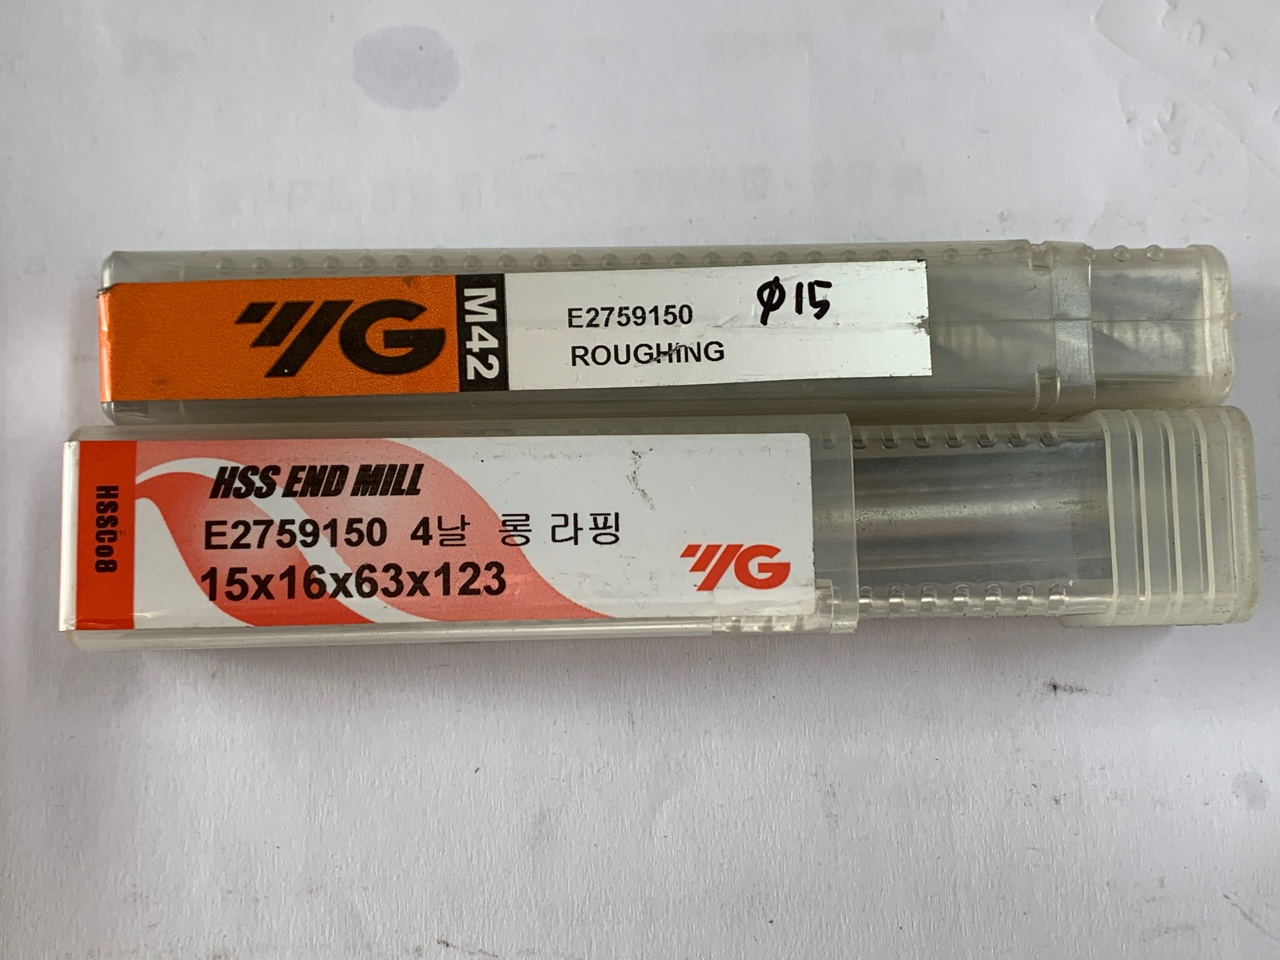 YG
M42
E2759150
ø15
ROUGHING
HSSCo8
HSS END MILL
E2759150 4날 롱 라핑
15x16x63x123
YG